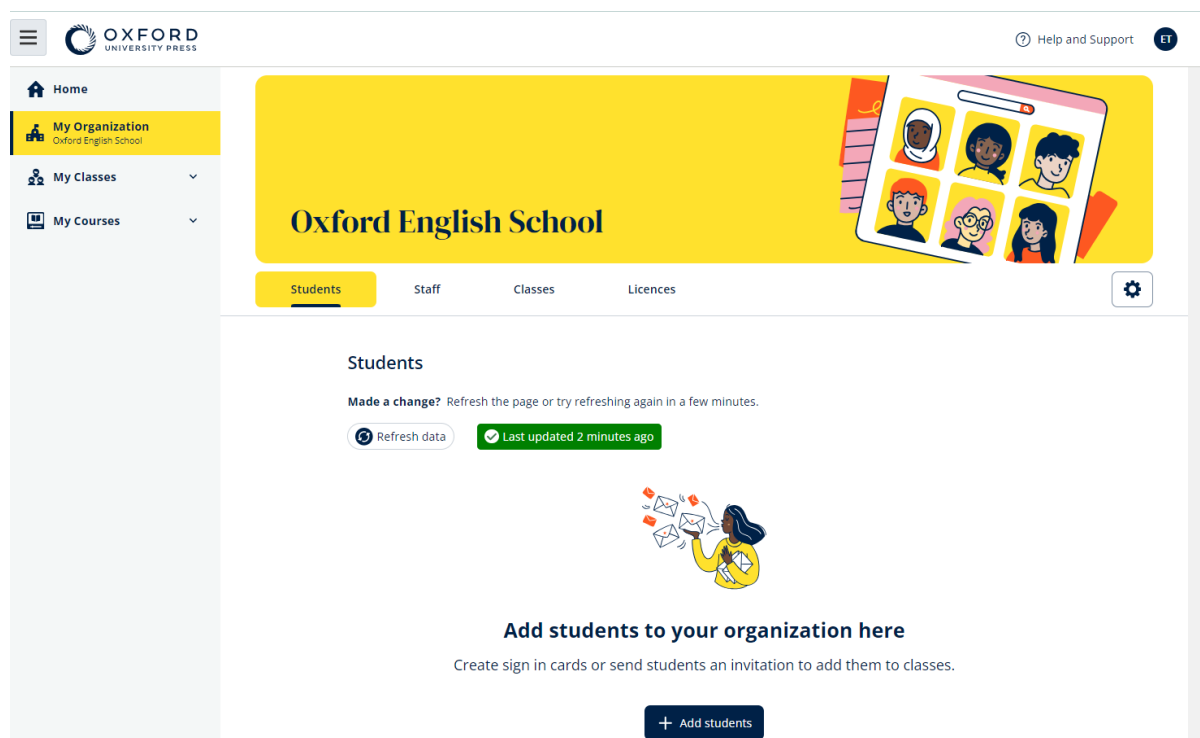 OXFORD
UNIVERSITY PRESS
Help and Support
ET
Home
My Organization
Oxford English School
My Classes
My Courses
Oxford English School
Students
Staff
Classes
Licences
Students
Made a change? Refresh the page or try refreshing again in a few minutes.
Refresh data
Last updated 2 minutes ago
Add students to your organization here
Create sign in cards or send students an invitation to add them to classes.
Add students